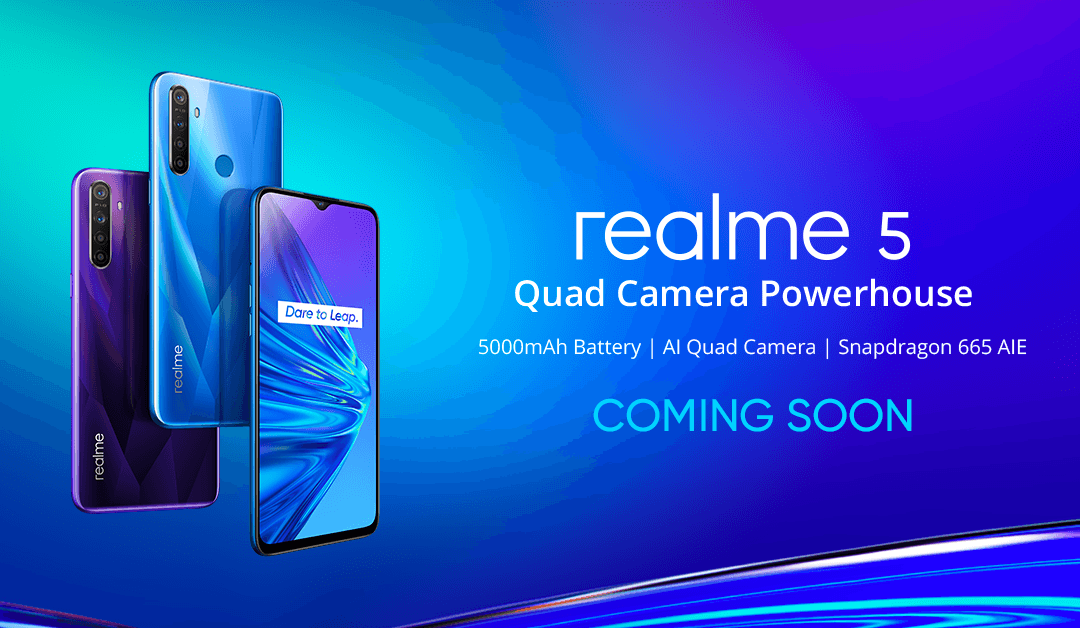 realme
realme
Dare to Leap.
realme 5
Quad Camera Powerhouse
5000mAh Battery | AI Quad Camera | Snapdragon 665 AIE
COMING SOON